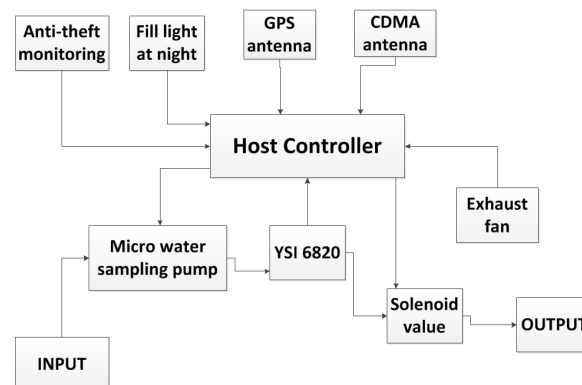 Anti-theft
monitoring
Fill light
at night
GPS
antenna
CDMA
antenna
Host Controller
Exhaust
fan
Micro water
sampling pump
YSI 6820
Solenoid
value
OUTPUT
INPUT